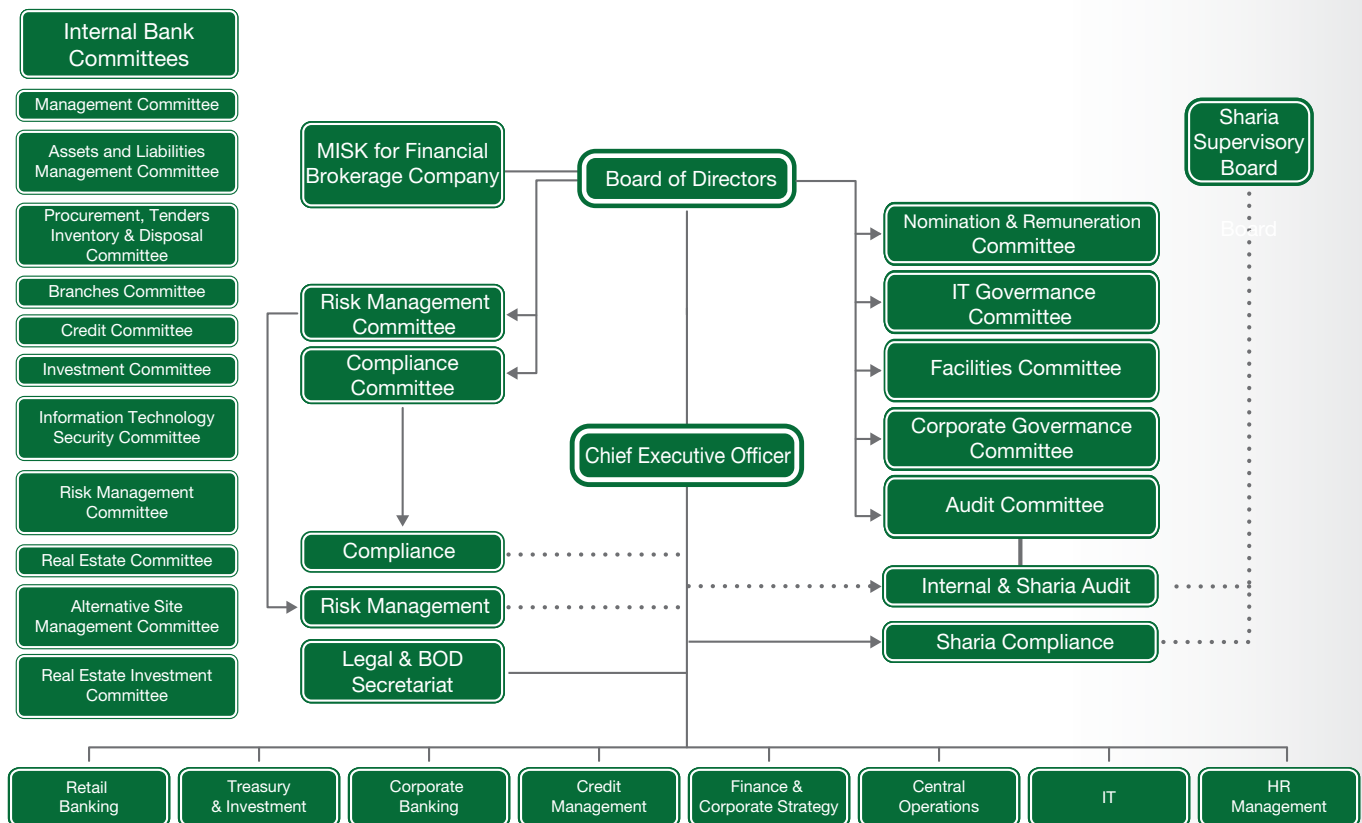 Internal Bank
Committees
Management Committee
Assets and Liabilities
Management Committee
Procurement, Tenders
Inventory & Disposal
Committee
Branches Committee
Credit Committee
Investment Committee
Information Technology
Security Committee
Risk Management
Committee
Real Estate Committee
Alternative Site
Management Committee
Real Estate Investment
Committee
MISK for Financial
Brokerage Company
Board of Directors
Risk Management
Committee
Compliance
Committee
Chief Executive Officer
Compliance
Risk Management
Legal & BOD
Secretariat
Nomination & Remuneration
Committee
IT Governance
Committee
Facilities Committee
Corporate Governance
Committee
Audit Committee
Internal & Sharia Audit
Sharia Compliance
Sharia
Supervisory
Board
Board
Retail
Banking
Treasury
& Investment
Corporate
Banking
Credit
Management
Finance &
Corporate Strategy
Central
Operations
IT
HR
Management